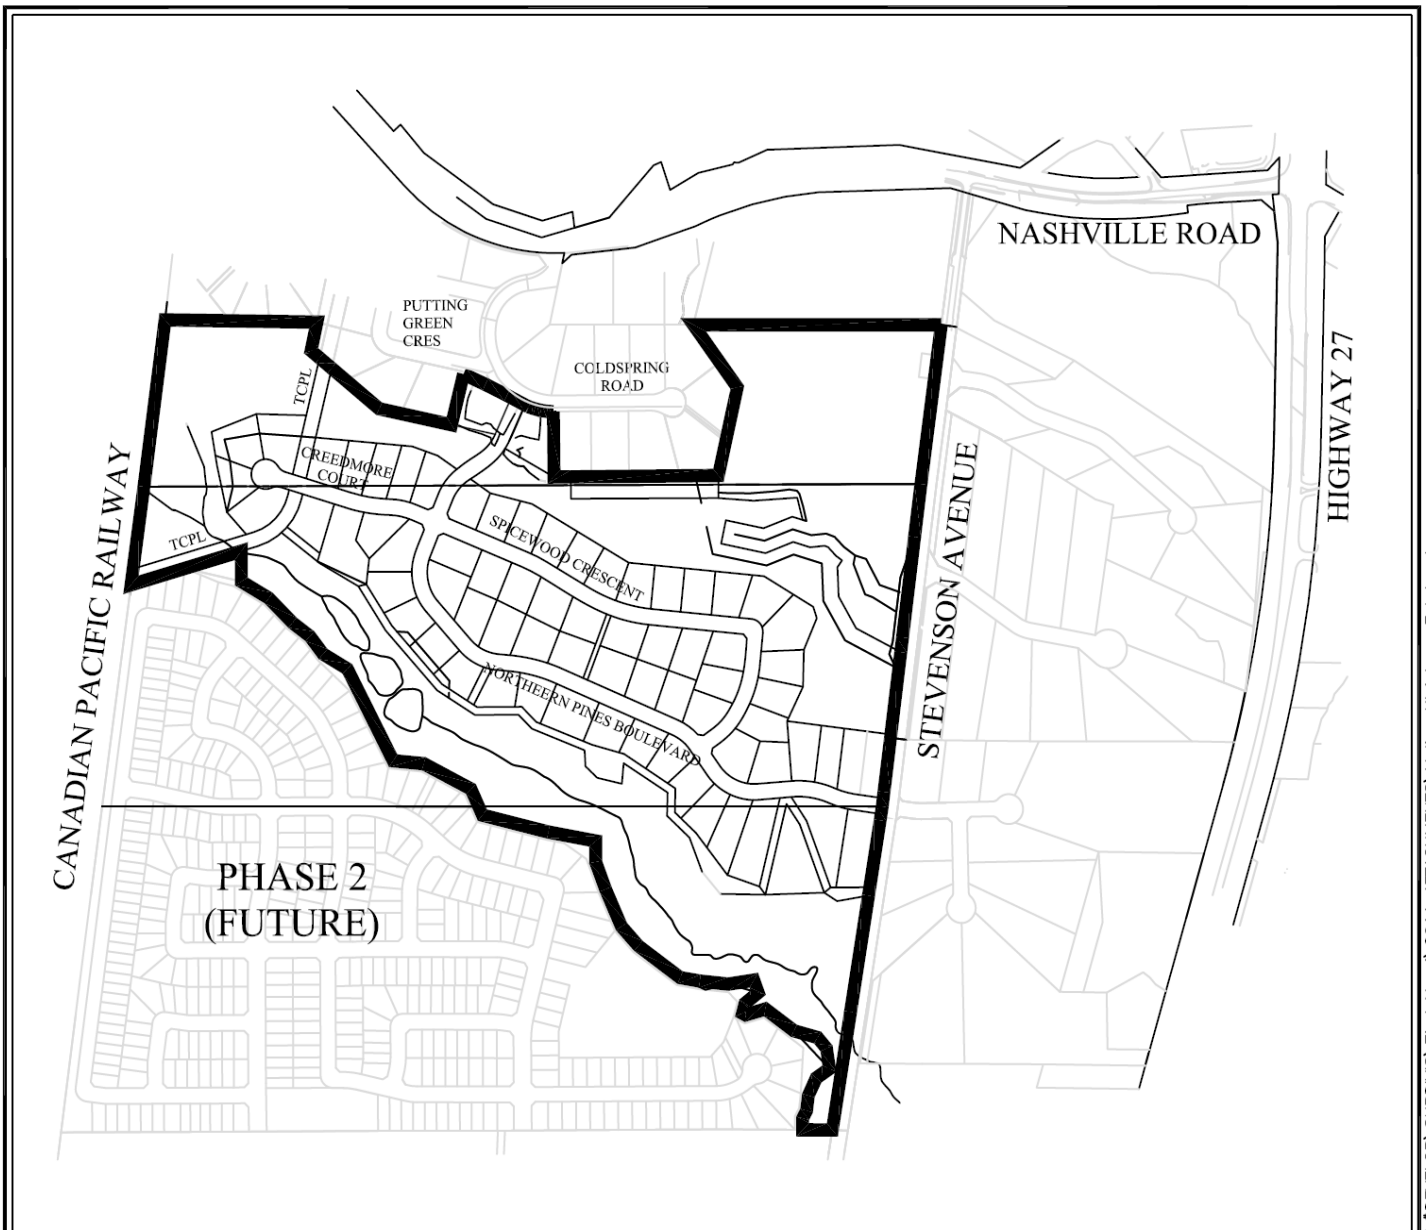 NASHVILLE ROAD
PUTTING
GREEN
CRES
COLDSPRING
ROAD
TCPL
HIGHWAY 27
CREEDMORE
COURT
SPICEWOOD CRESCENT
TCPL
STEVENSON AVENUE
CANADIAN PACIFIC RAILWAY
NORTHEERN PINES BOULEVARD
PHASE 2
(FUTURE)